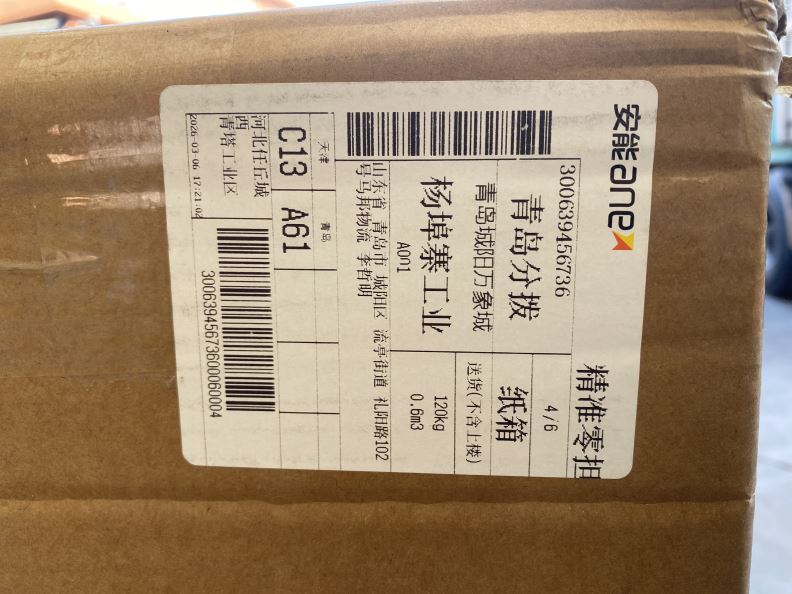 安能ane
精准零担
300639456736
4/6
青岛分拨
纸箱
青岛城阳万象城
送货(不含上楼)
杨埠寨工业
A001
120kg
0.6m3
山东省 青岛市 城阳区 流亭街道 礼阳路102
号马邦物流 李哲明
天津
青岛
C13
A61
河北任丘城
西
青塔工业区
2026-03-06 17:21:02
30063945673600060004